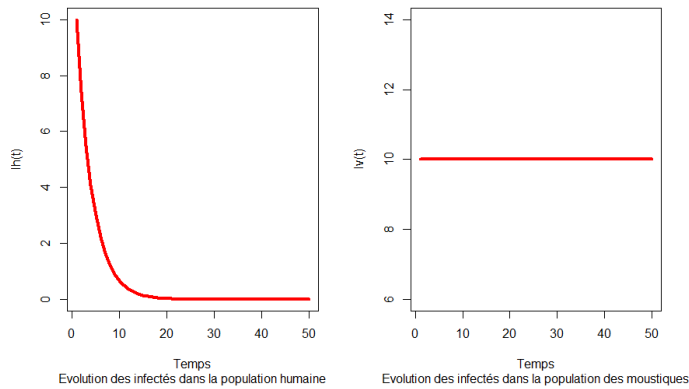 10
8
6
4
2
0
Ih(t)
0 10 20 30 40 50
Temps
Evolution des infectés dans la population humaine
14
12
10
8
6
Iv(t)
0 10 20 30 40 50
Temps
Evolution des infectés dans la population des moustiques